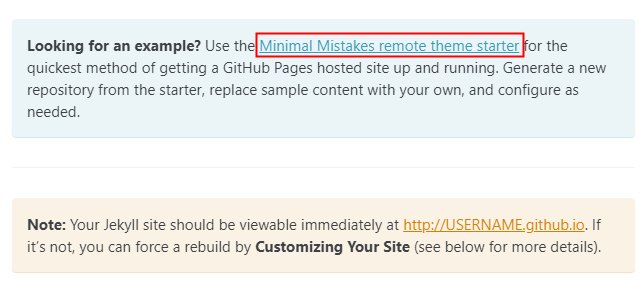 Looking for an example? Use the Minimal Mistakes remote theme starter for the
quickest method of getting a GitHub Pages hosted site up and running. Generate a new
repository from the starter, replace sample content with your own, and configure as
needed.
Note: Your Jekyll site should be viewable immediately at http://USERNAME.github.io. If
it’s not, you can force a rebuild by Customizing Your Site (see below for more details).